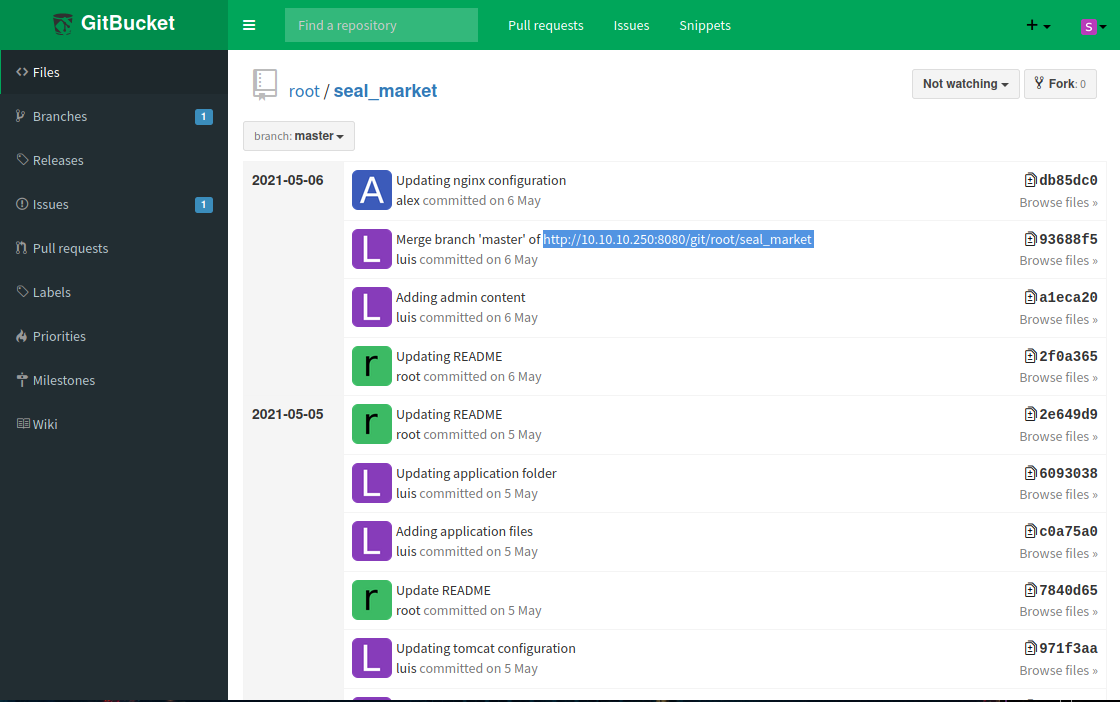 GitBucket
Find a repository
Pull requests
Issues
Snippets
S
Files
Branches 1
Releases
Issues 1
Pull requests
Labels
Priorities
Milestones
Wiki
root / seal_market
Not watching
Fork: 0
branch: master
2021-05-06
A
Updating nginx configuration
alex committed on 6 May
db85dc0
Browse files »
L
Merge branch 'master' of http://10.10.10.250:8080/git/root/seal_market
luis committed on 6 May
93688f5
Browse files »
L
Adding admin content
luis committed on 6 May
a1eca20
Browse files »
r
Updating README
root committed on 6 May
2f0a365
Browse files »
2021-05-05
r
Updating README
root committed on 5 May
2e649d9
Browse files »
L
Updating application folder
luis committed on 5 May
6093038
Browse files »
L
Adding application files
luis committed on 5 May
c0a75a0
Browse files »
r
Update README
root committed on 5 May
7840d65
Browse files »
L
Updating tomcat configuration
luis committed on 5 May
971f3aa
Browse files »